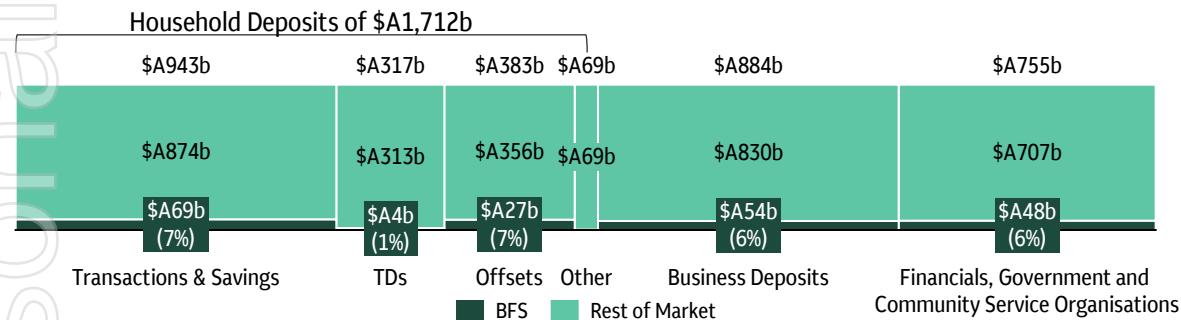 Household Deposits of $A1,712b
$A943b $A317b $A383b $A69b $A884b $A755b
$A874b $A313b $A356b $A69b $A830b $A707b
$A69b $A4b $A27b $A54b $A48b
(7%) (1%) (7%) (6%) (6%)
Transactions & Savings TDs Offsets Other Business Deposits Financials, Government and
Community Service Organisations
BFS Rest of Market
sonal